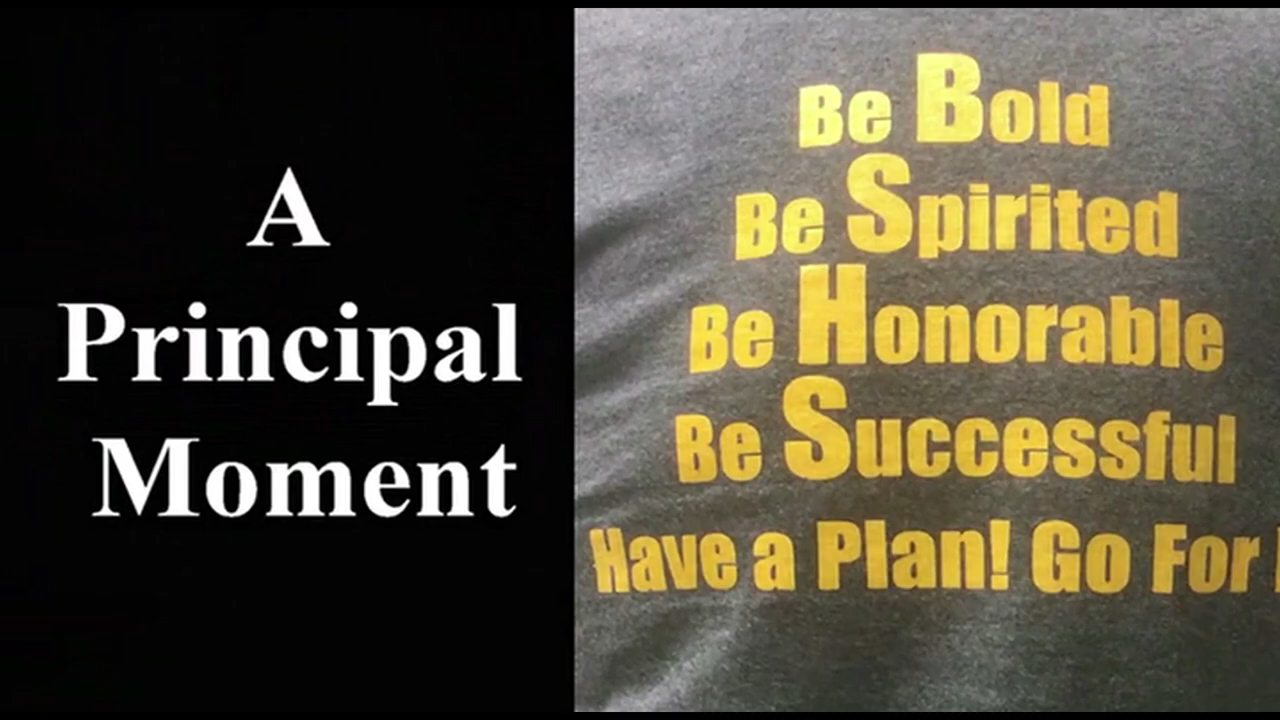 A
Principal
Moment
Be Bold
Be Spirited
Be Honorable
Be Successful
Have a Plan! Go For